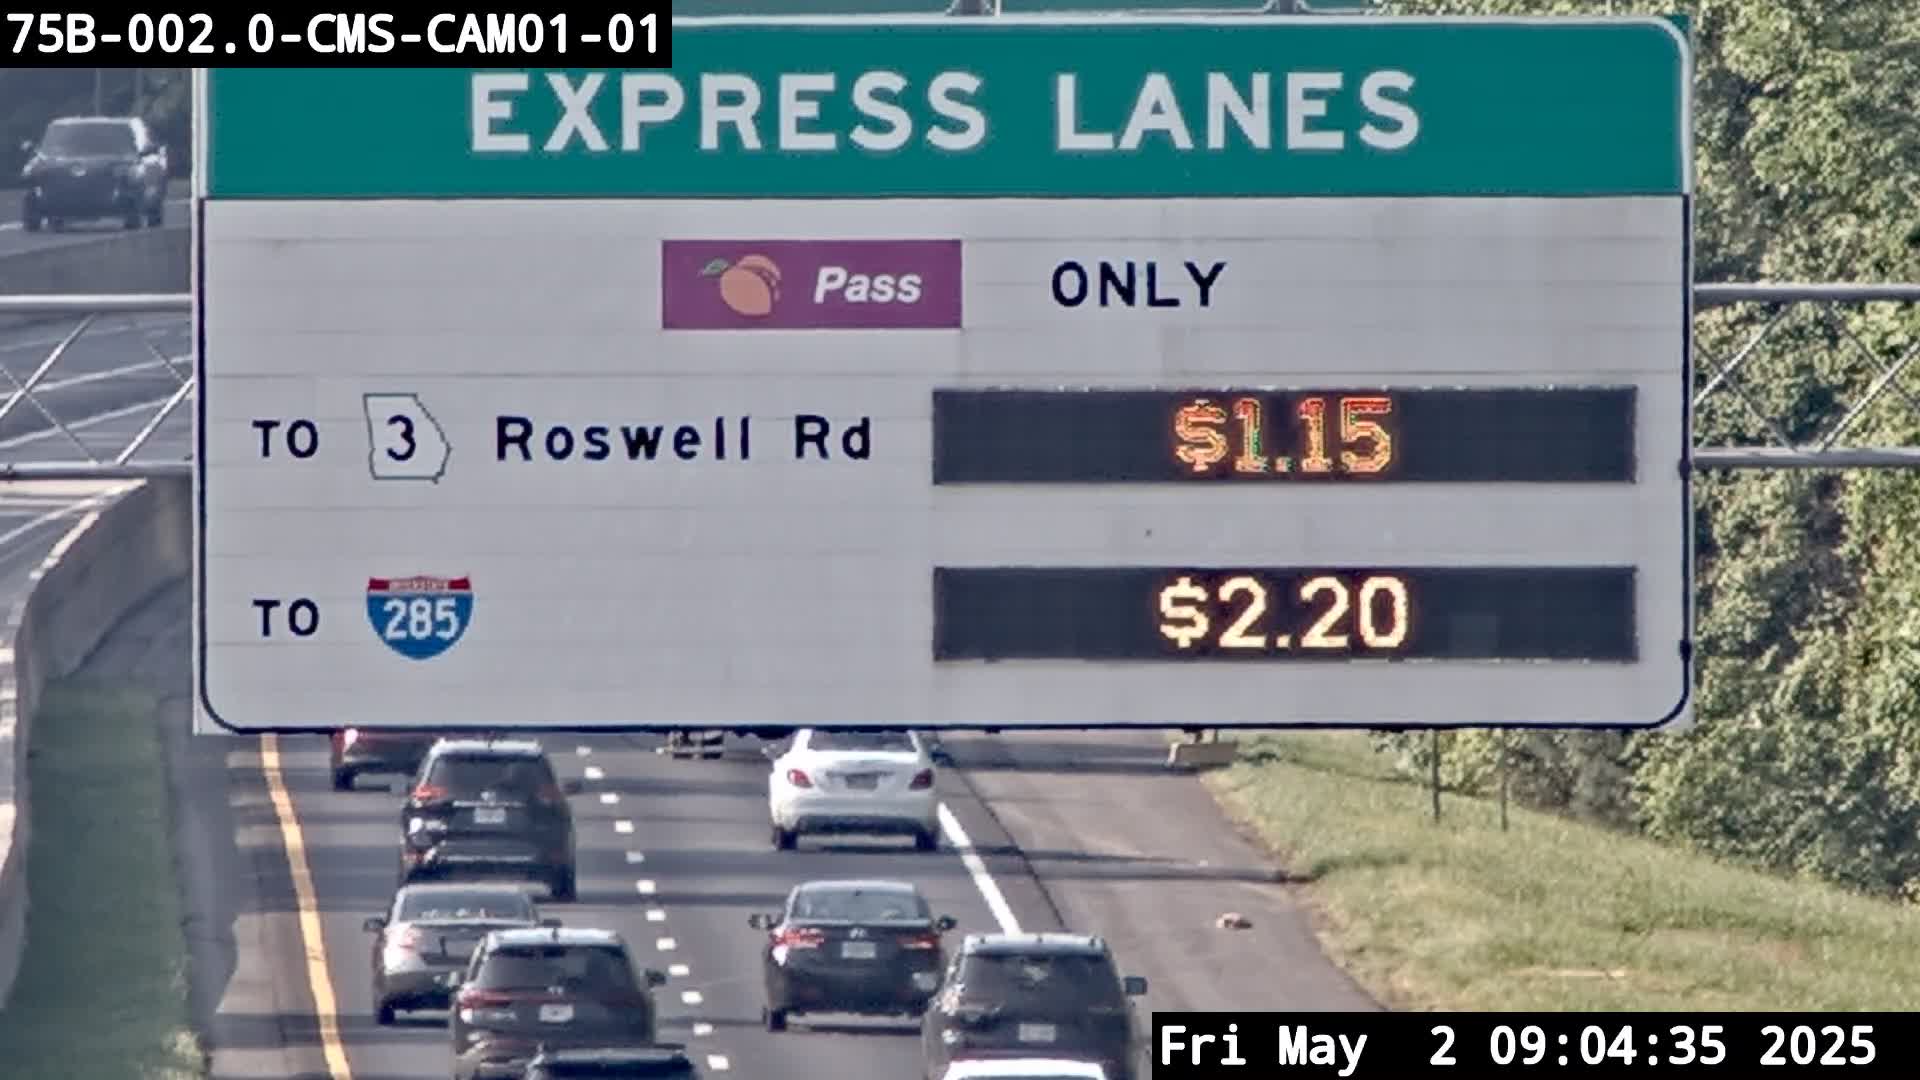 75B-002.0-CMS-CAM01-01
EXPRESS LANES
Pass ONLY
TO 3 Roswell Rd $1.15
INTERSTATE
TO 285 $2.20
Fri May 2 09:04:35 2025